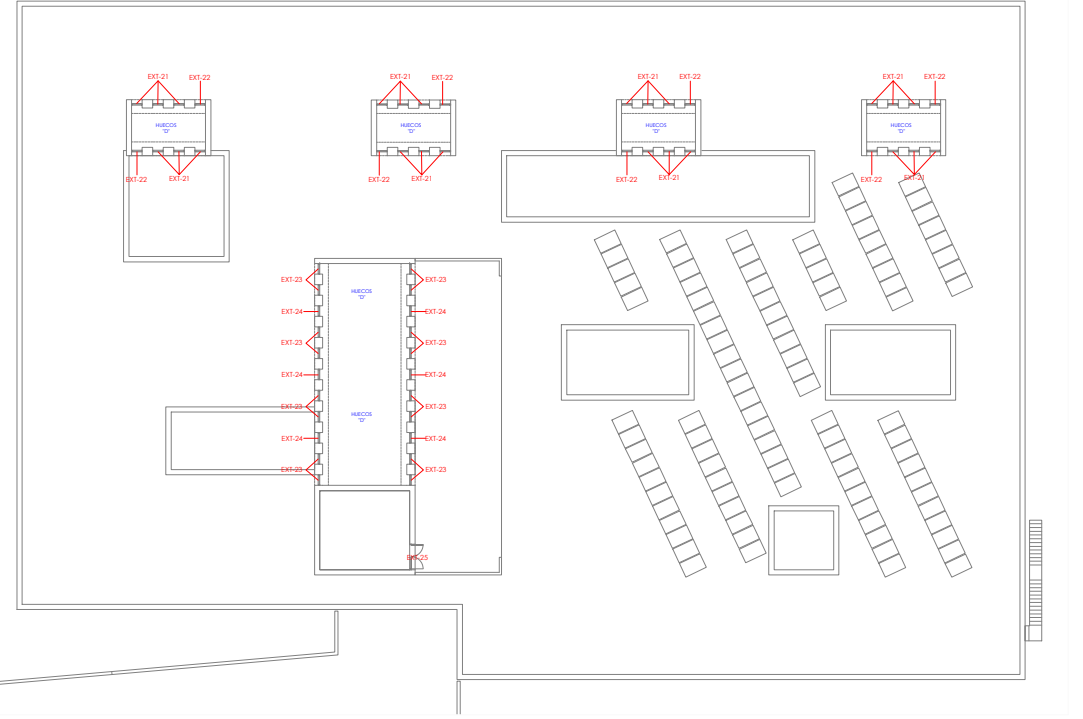 EXT-21 EXT-22 EXT-21 EXT-22 EXT-21 EXT-22 EXT-21 EXT-22
HUECOS HUECOS HUECOS HUECOS
"D" "D" "D" "D"
EXT-22 EXT-21 EXT-22 EXT-21 EXT-22 EXT-21 EXT-22 EXT-21
EXT-23 EXT-23
HUECOS
"D"
EXT-24 EXT-24
EXT-23 EXT-23
EXT-24 EXT-24
EXT-23 EXT-23
HUECOS
"D"
EXT-24 EXT-24
EXT-23 EXT-23
EXT-25